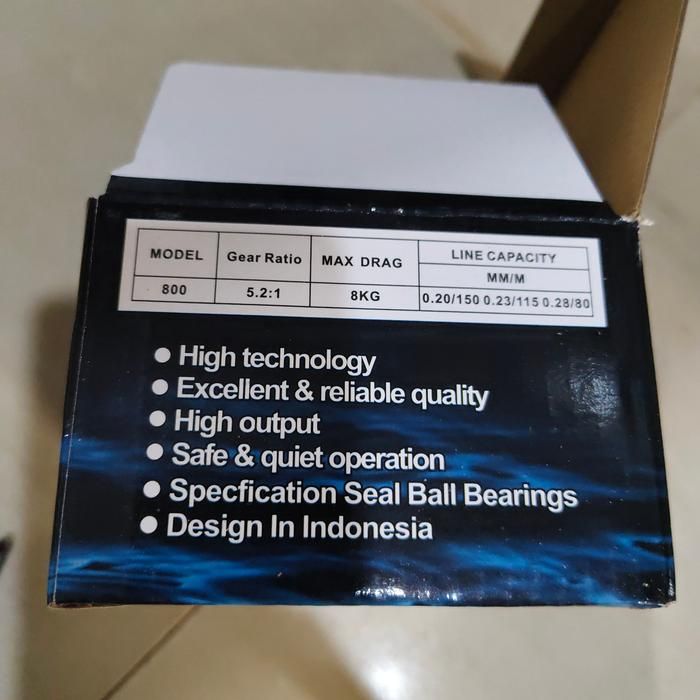 MODEL Gear Ratio MAX DRAG LINE CAPACITY
MM/M
800 5.2:1 8KG 0.20/150 0.23/115 0.28/80
● High technology
● Excellent & reliable quality
● High output
● Safe & quiet operation
● Specfication Seal Ball Bearings
● Design In Indonesia